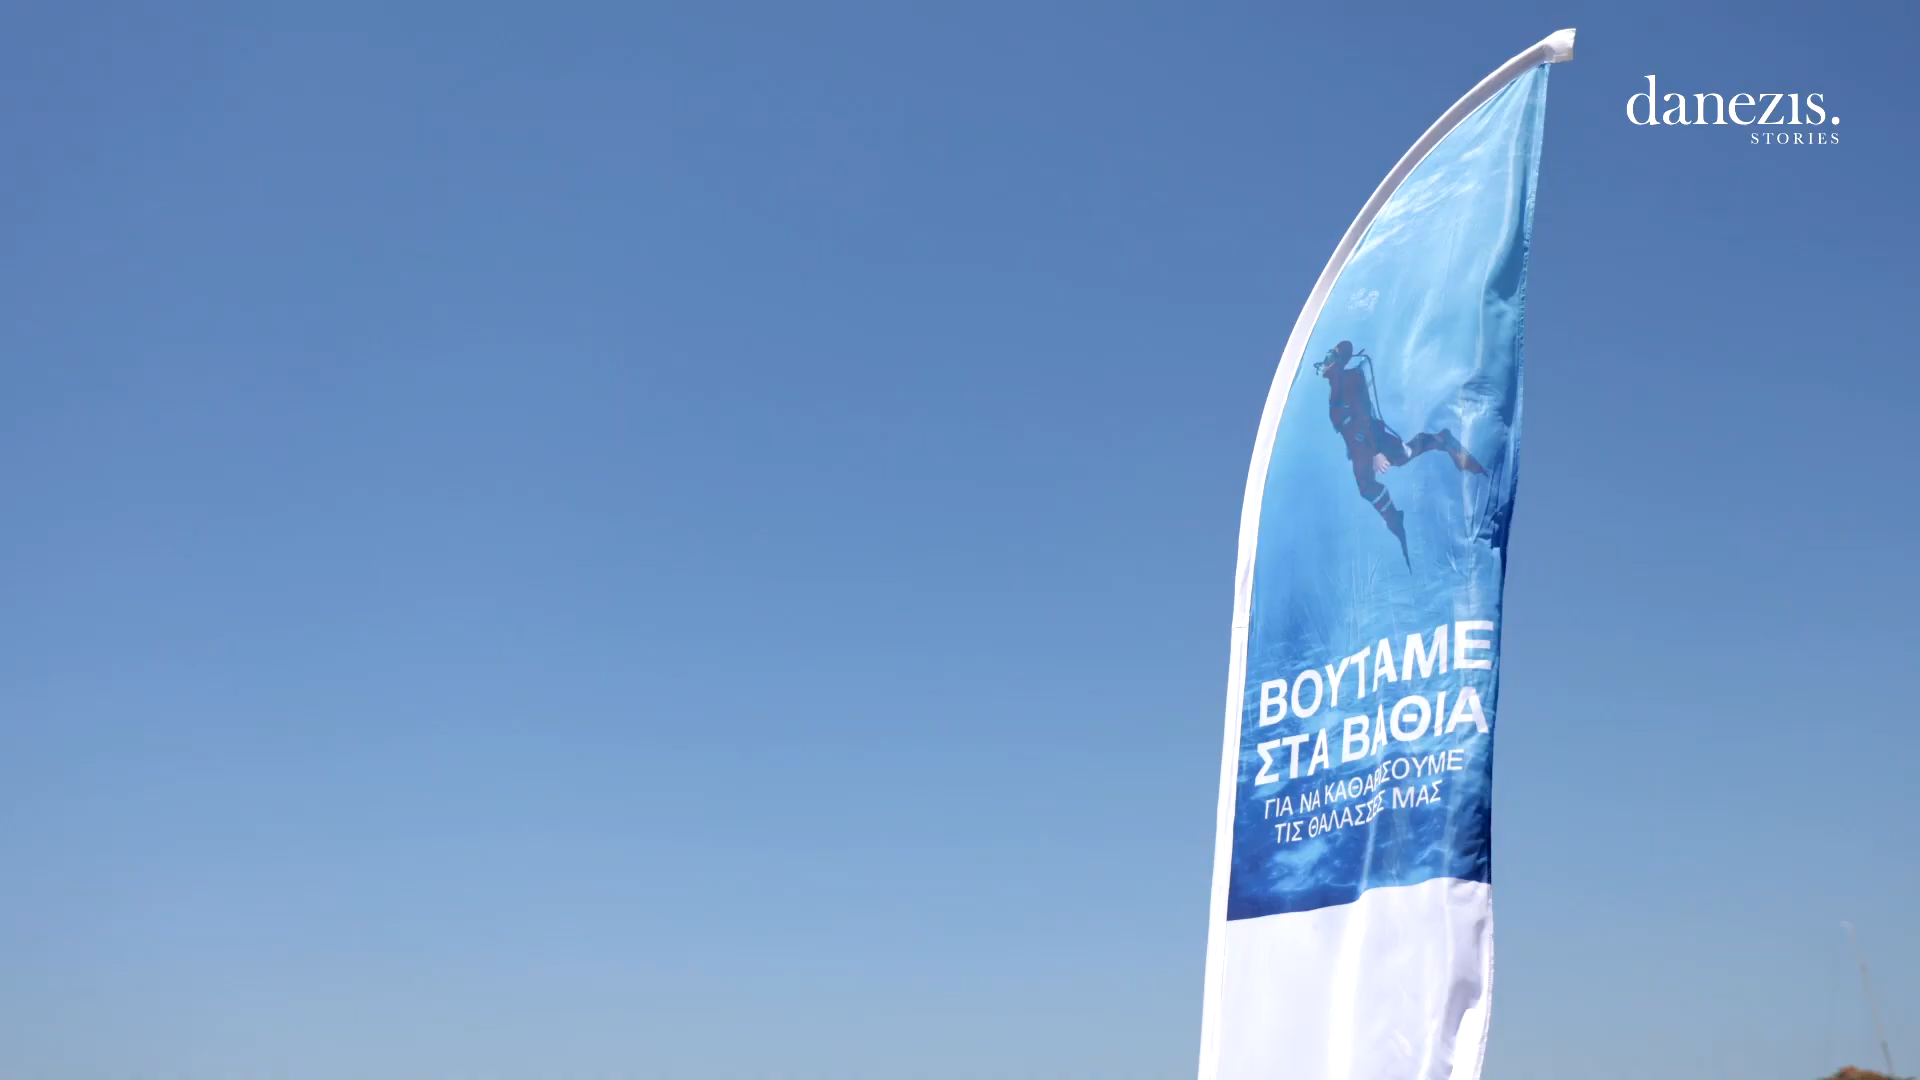 danezis.
STORIES
ΒΟΥΤΑΜΕ
ΣΤΑ ΒΑΘΙΑ
ΓΙΑ ΝΑ ΚΑΘΑΡΙΣΟΥΜΕ
ΤΙΣ ΘΑΛΑΣΣΕΣ ΜΑΣ